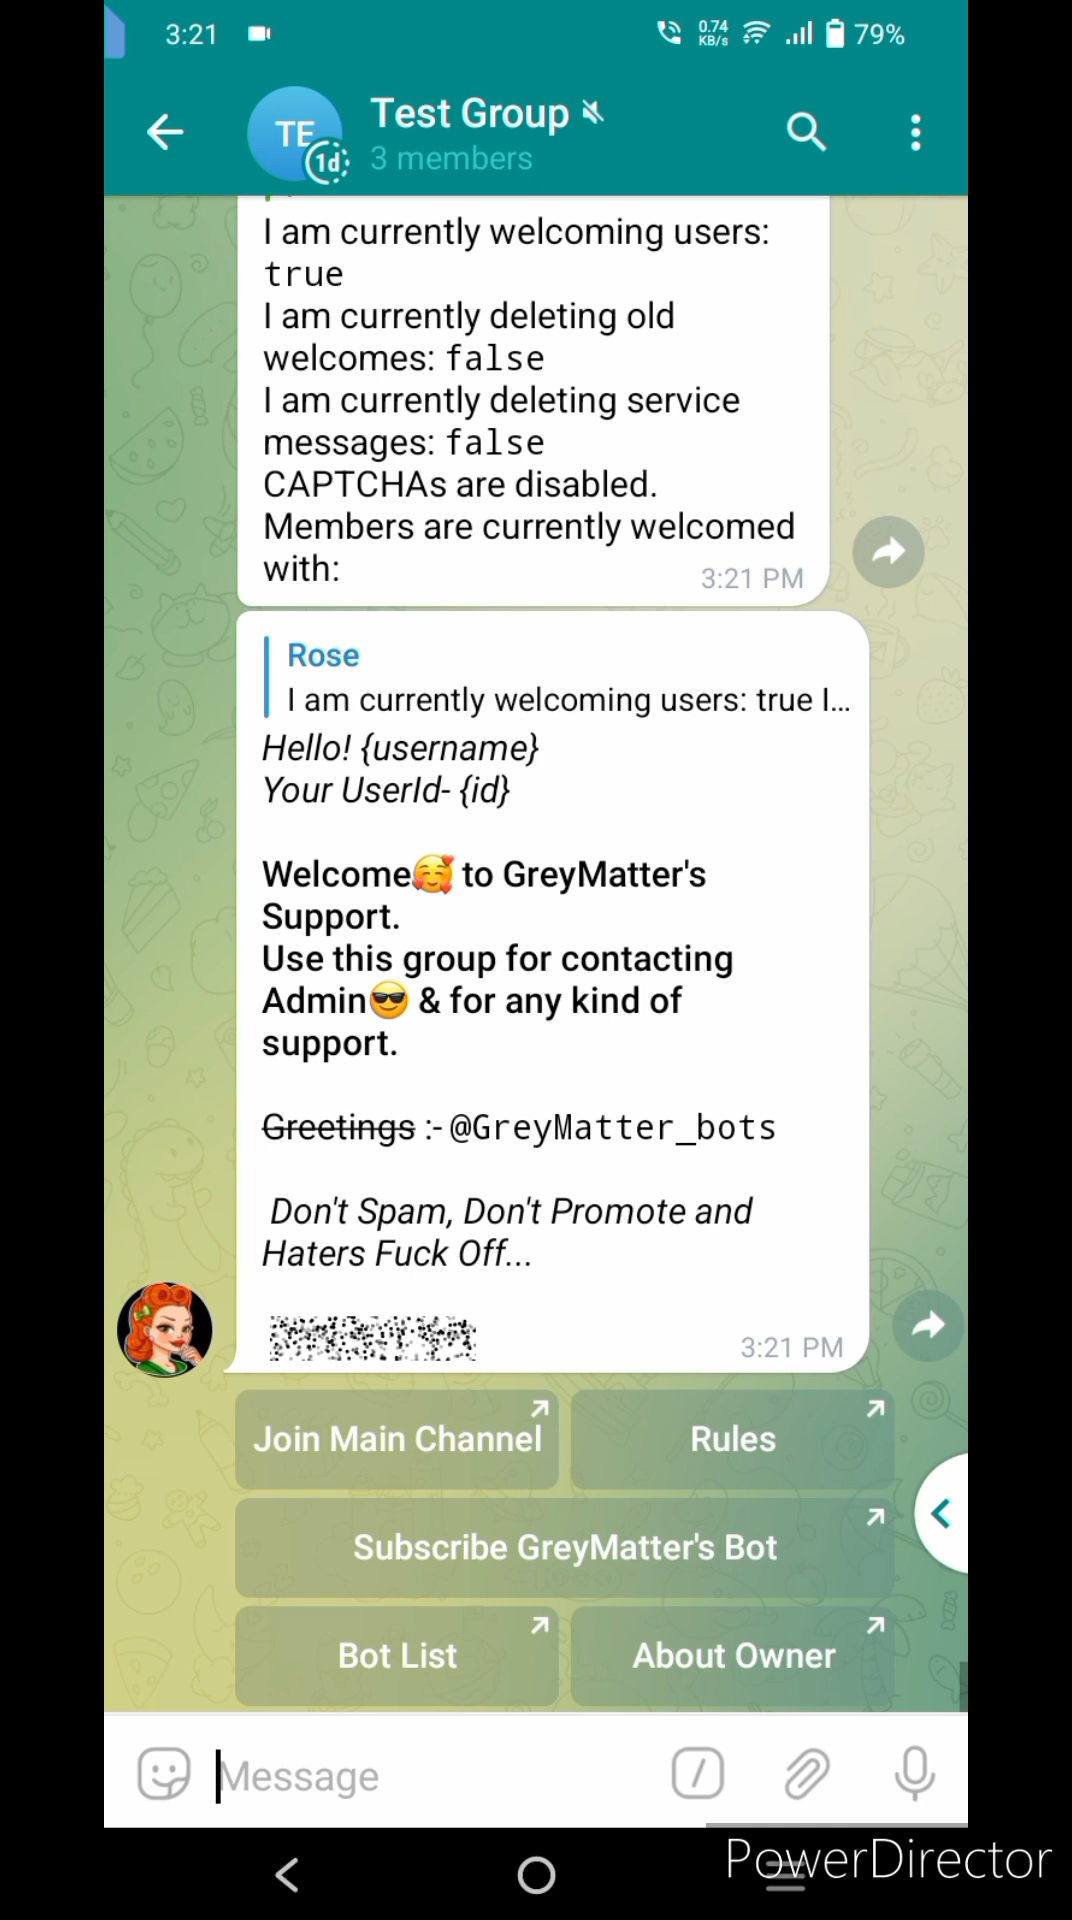 3:21
0.74
KB/s
79%
TE
1d
Test Group
3 members
I am currently welcoming users:
true
I am currently deleting old
welcomes: false
I am currently deleting service
messages: false
CAPTCHAs are disabled.
Members are currently welcomed
with:
3:21 PM
Rose
I am currently welcoming users: true I...
Hello! {username}
Your UserId- {id}
Welcome🥰 to GreyMatter's
Support.
Use this group for contacting
Admin😎 & for any kind of
support.
Greetings :- @GreyMatter_bots
Don't Spam, Don't Promote and
Haters Fuck Off...
3:21 PM
Join Main Channel
Rules
Subscribe GreyMatter's Bot
Bot List
About Owner
Message
PowerDirector